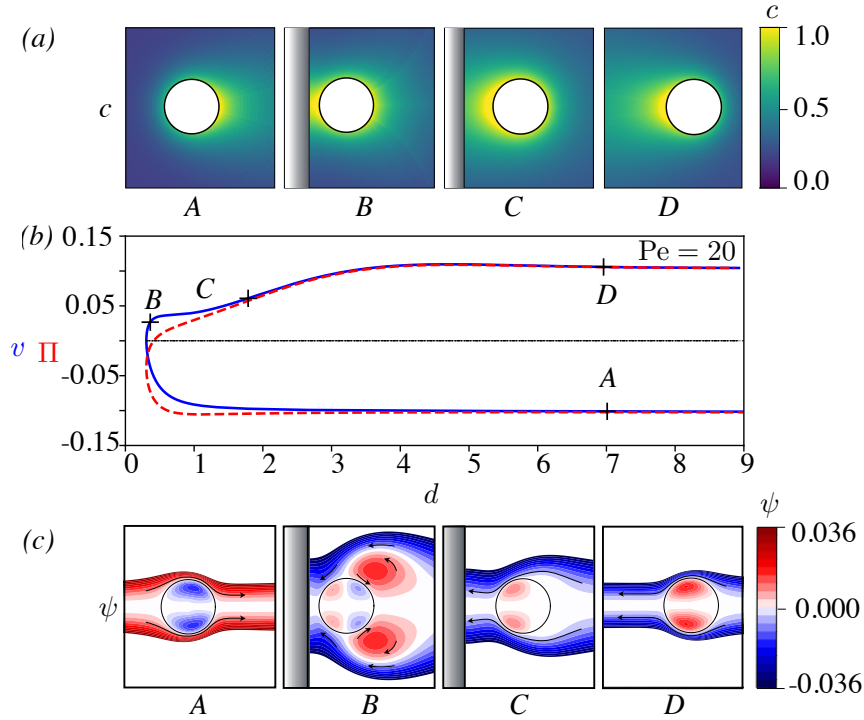 (a)
c
1.0
0.5
0.0
c
A
B
C
D
(b)
0.15
0.05
-0.05
-0.15
v Π
Pe = 20
B
C
D
A
0 1 2 3 4 5 6 7 8 9
d
(c)
ψ
0.036
0.000
-0.036
ψ
A
B
C
D